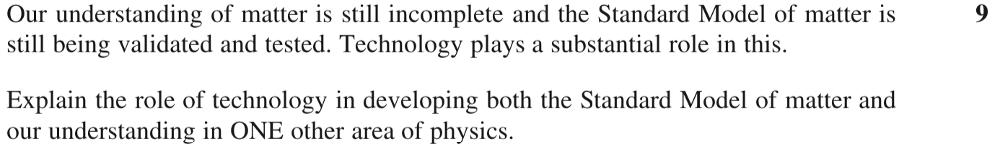 Our understanding of matter is still incomplete and the Standard Model of matter is 9
still being validated and tested. Technology plays a substantial role in this.
Explain the role of technology in developing both the Standard Model of matter and
our understanding in ONE other area of physics.